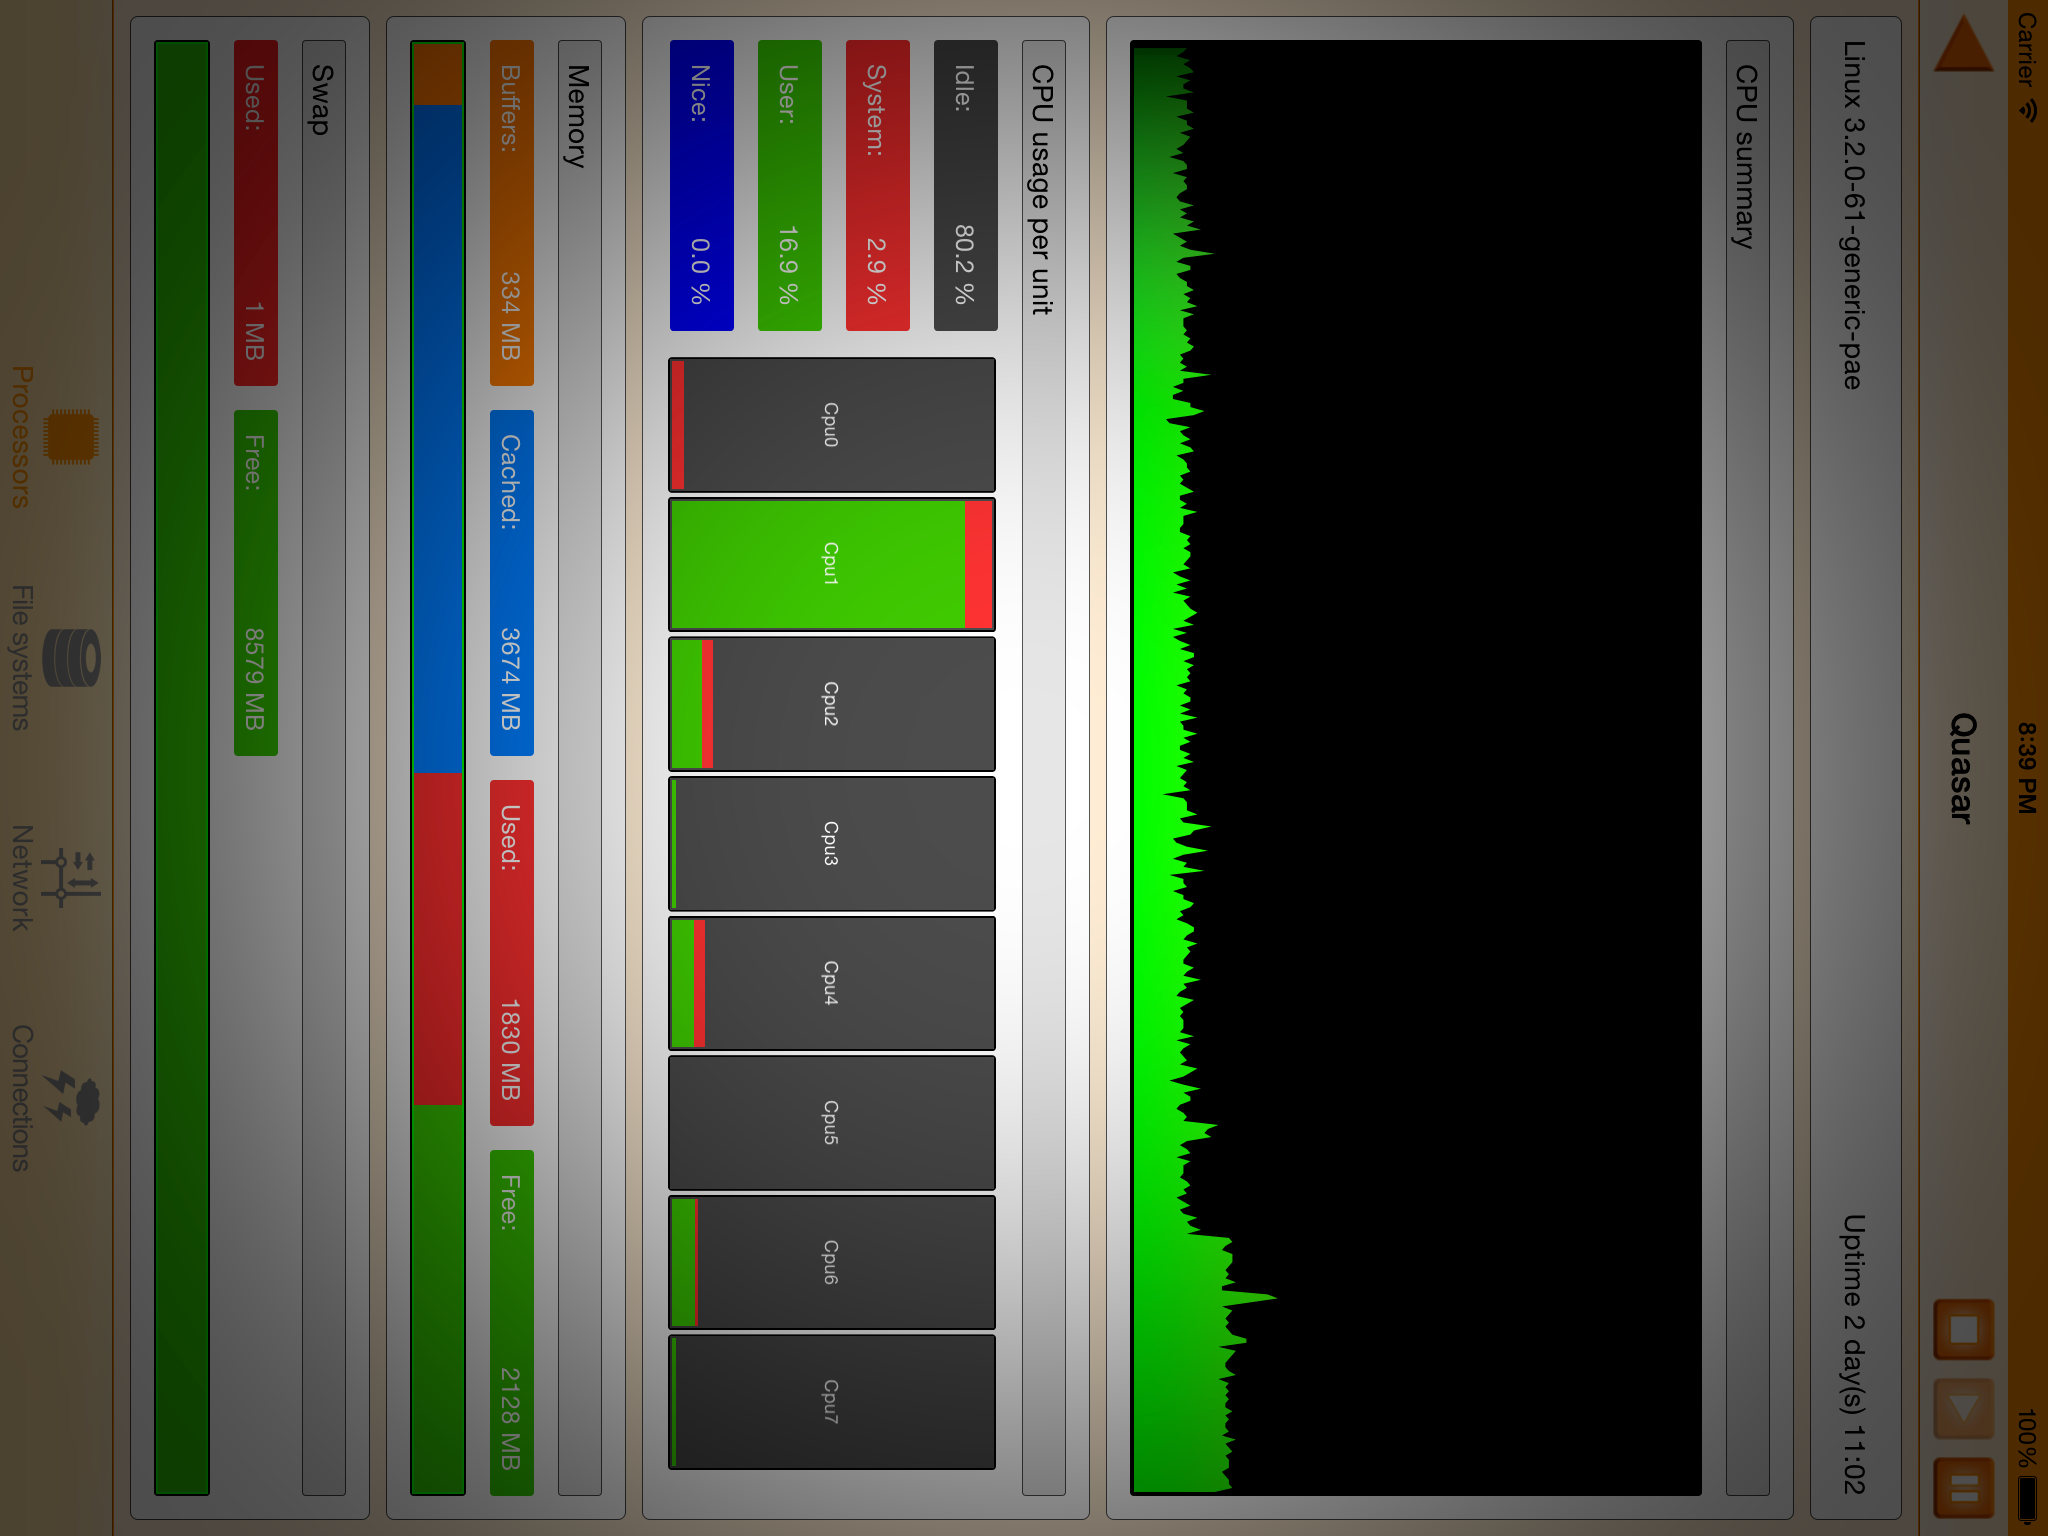 Carrier 8:39 PM 100%
Quasar
Linux 3.2.0-61-generic-pae Uptime 2 day(s) 11:02
CPU summary
CPU usage per unit
Idle: 80.2 %
System: 2.9 %
User: 16.9 %
Nice: 0.0 %
Cpu0 Cpu1 Cpu2 Cpu3 Cpu4 Cpu5 Cpu6 Cpu7
Memory
Buffers: 334 MB Cached: 3674 MB Used: 1830 MB Free: 2128 MB
Swap
Used: 1 MB Free: 8579 MB
Processors File systems Network Connections